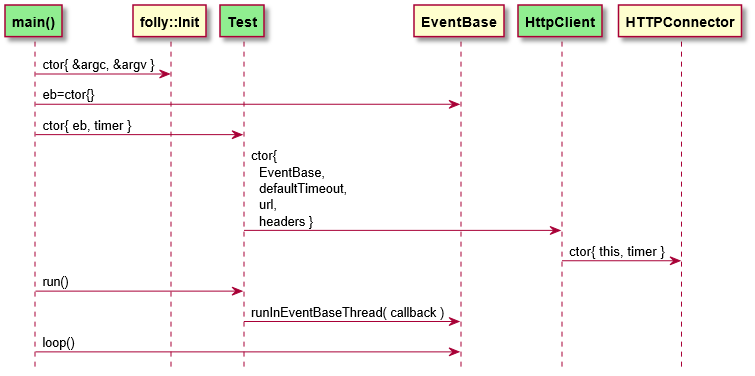 main()
folly::Init
Test
EventBase
HttpClient
HTTPConnector
ctor{ &argc, &argv }
eb=ctor{}
ctor{ eb, timer }
ctor{
EventBase,
defaultTimeout,
url,
headers }
ctor{ this, timer }
run()
runInEventBaseThread( callback )
loop()